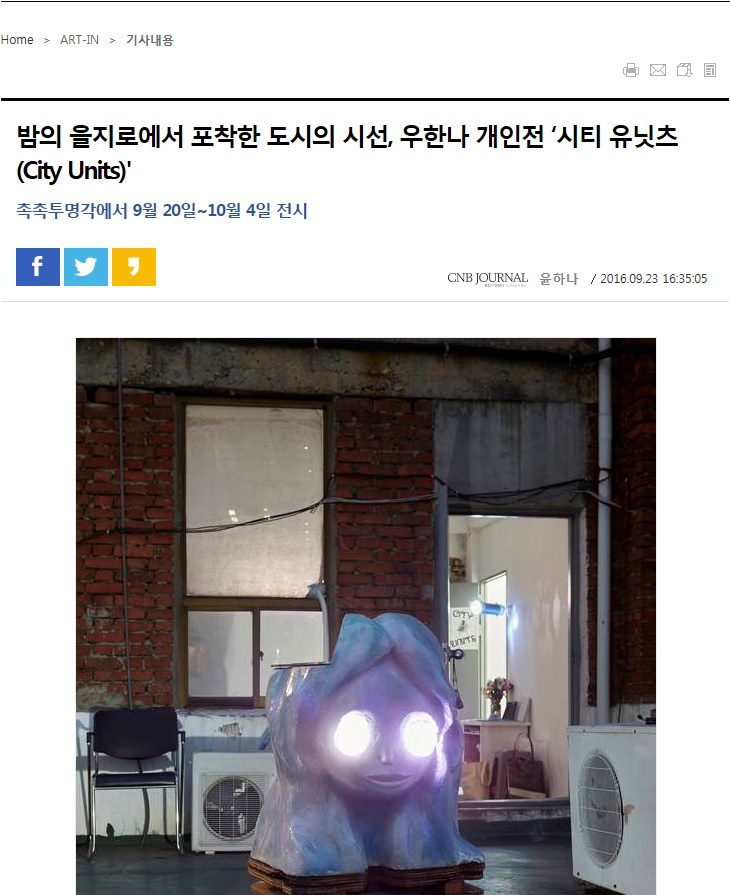 Home > ART-IN > 기사내용
밤의 을지로에서 포착한 도시의 시선, 우한나 개인전 ‘시티 유닛츠
(City Units)'
촉촉투명각에서 9월 20일~10월 4일 전시
CNB JOURNAL 윤하나 / 2016.09.23 16:35:05
CITY